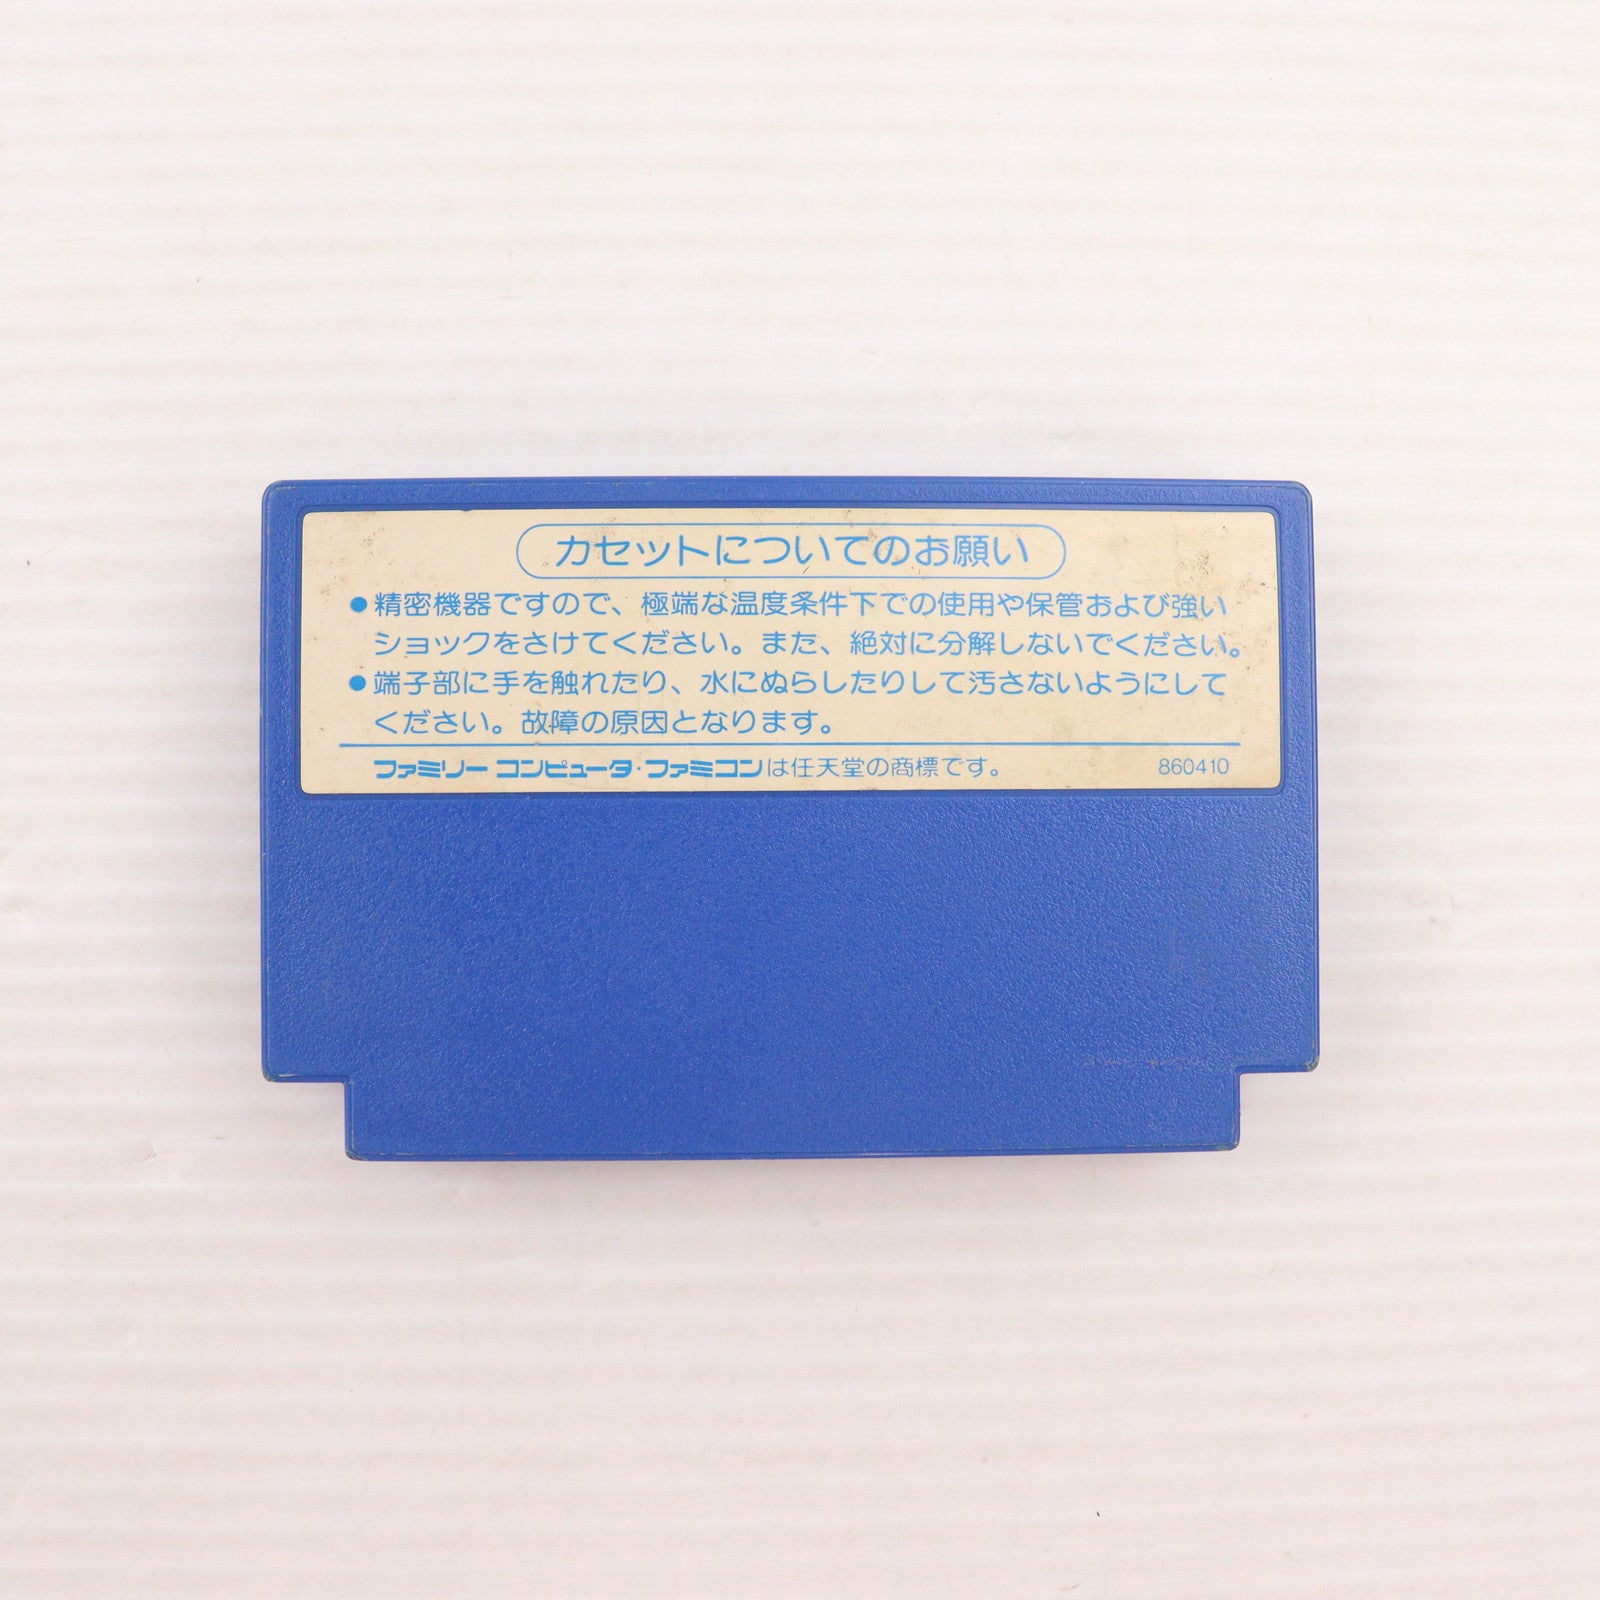 カセットについてのお願い
●精密機器ですので、極端な温度条件下での使用や保管および強い
ショックをさけてください。また、絶対に分解しないでください。
●端子部に手を触れたり、水にぬらしたりして汚さないようにして
ください。故障の原因となります。
ファミリー コンピュータ・ファミコンは任天堂の商標です。 860410